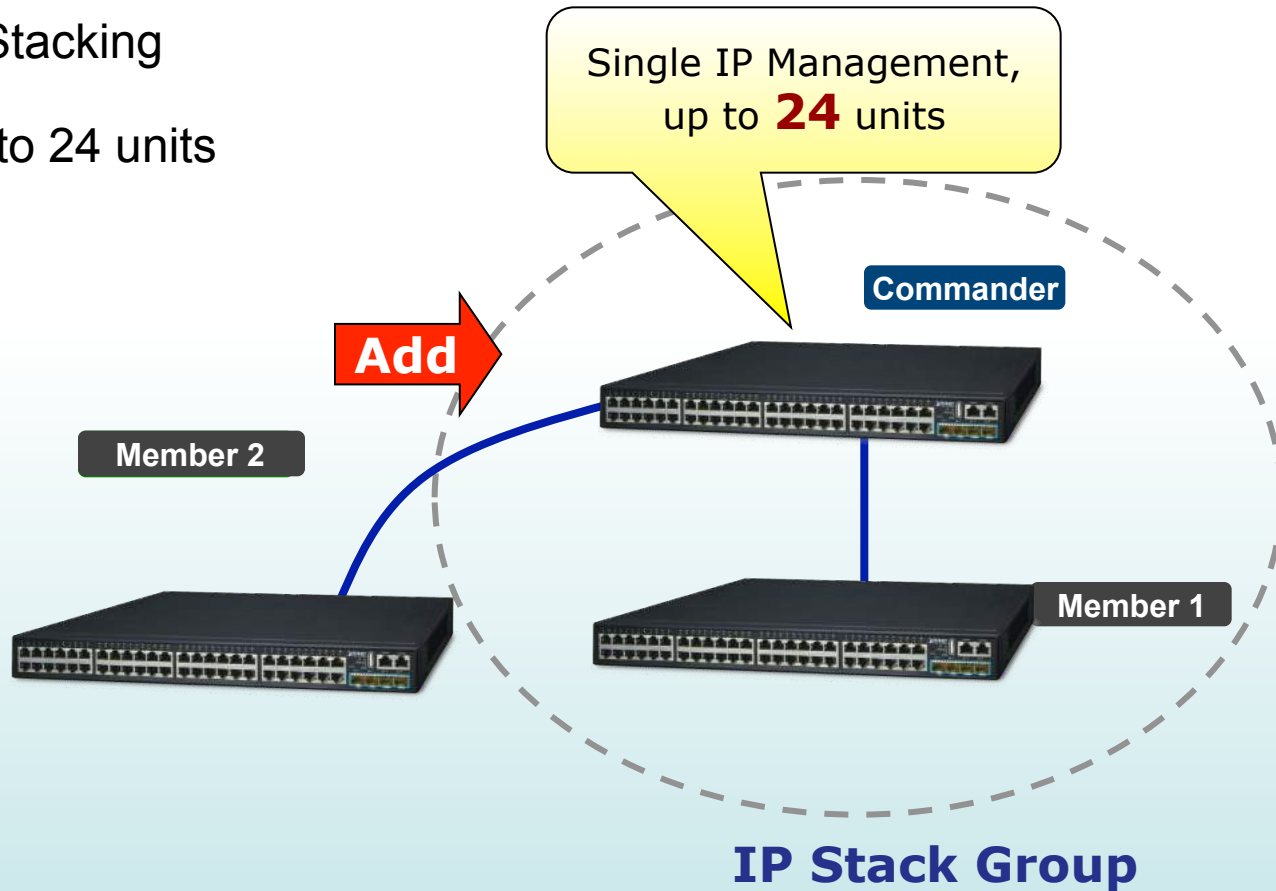 Stacking
to 24 units
Single IP Management,
up to 24 units
Commander
Add
Member 2
Member 1
IP Stack Group